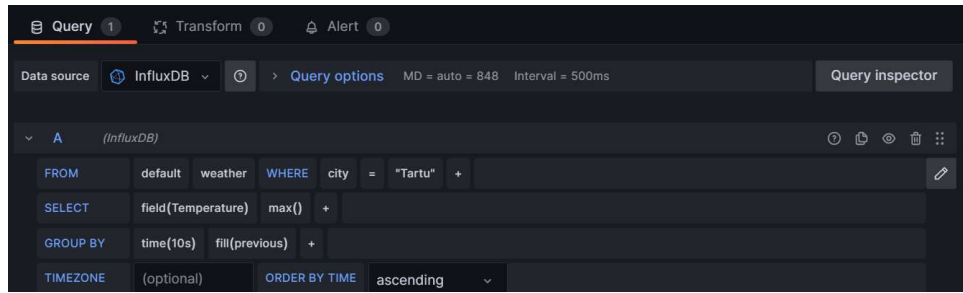 Query 1 Transform 0 Alert 0
Data source InfluxDB Query options MD = auto = 848 Interval = 500ms Query inspector
A (InfluxDB)
FROM default weather WHERE city = "Tartu" +
SELECT field(Temperature) max() +
GROUP BY time(10s) fill(previous) +
TIMEZONE (optional) ORDER BY TIME ascending